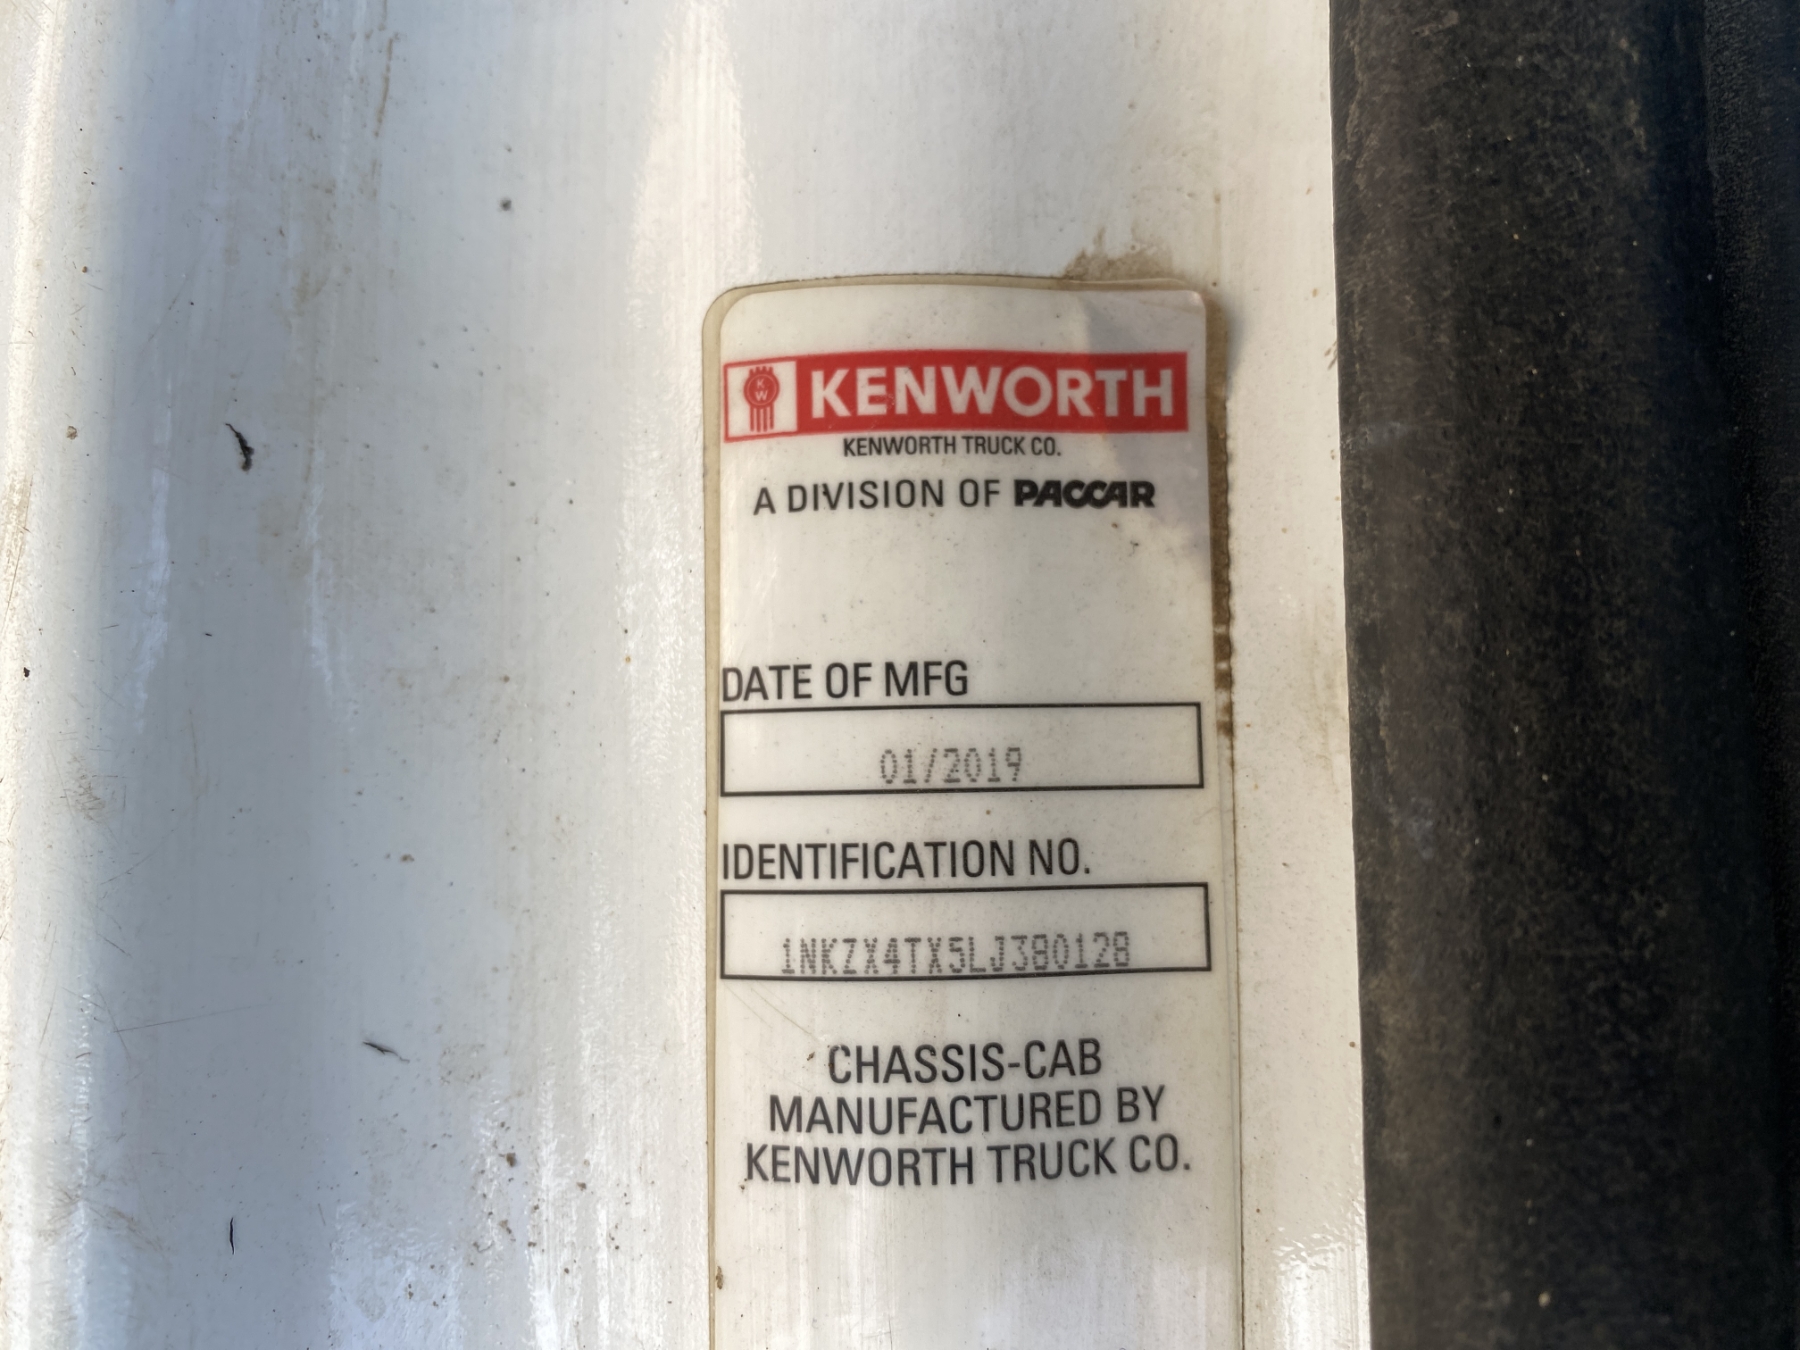 KW KENWORTH
KENWORTH TRUCK CO.
A DIVISION OF PACCAR
DATE OF MFG
01/2019
IDENTIFICATION NO.
1NKZX4TX5LJ380128
CHASSIS-CAB
MANUFACTURED BY
KENWORTH TRUCK CO.